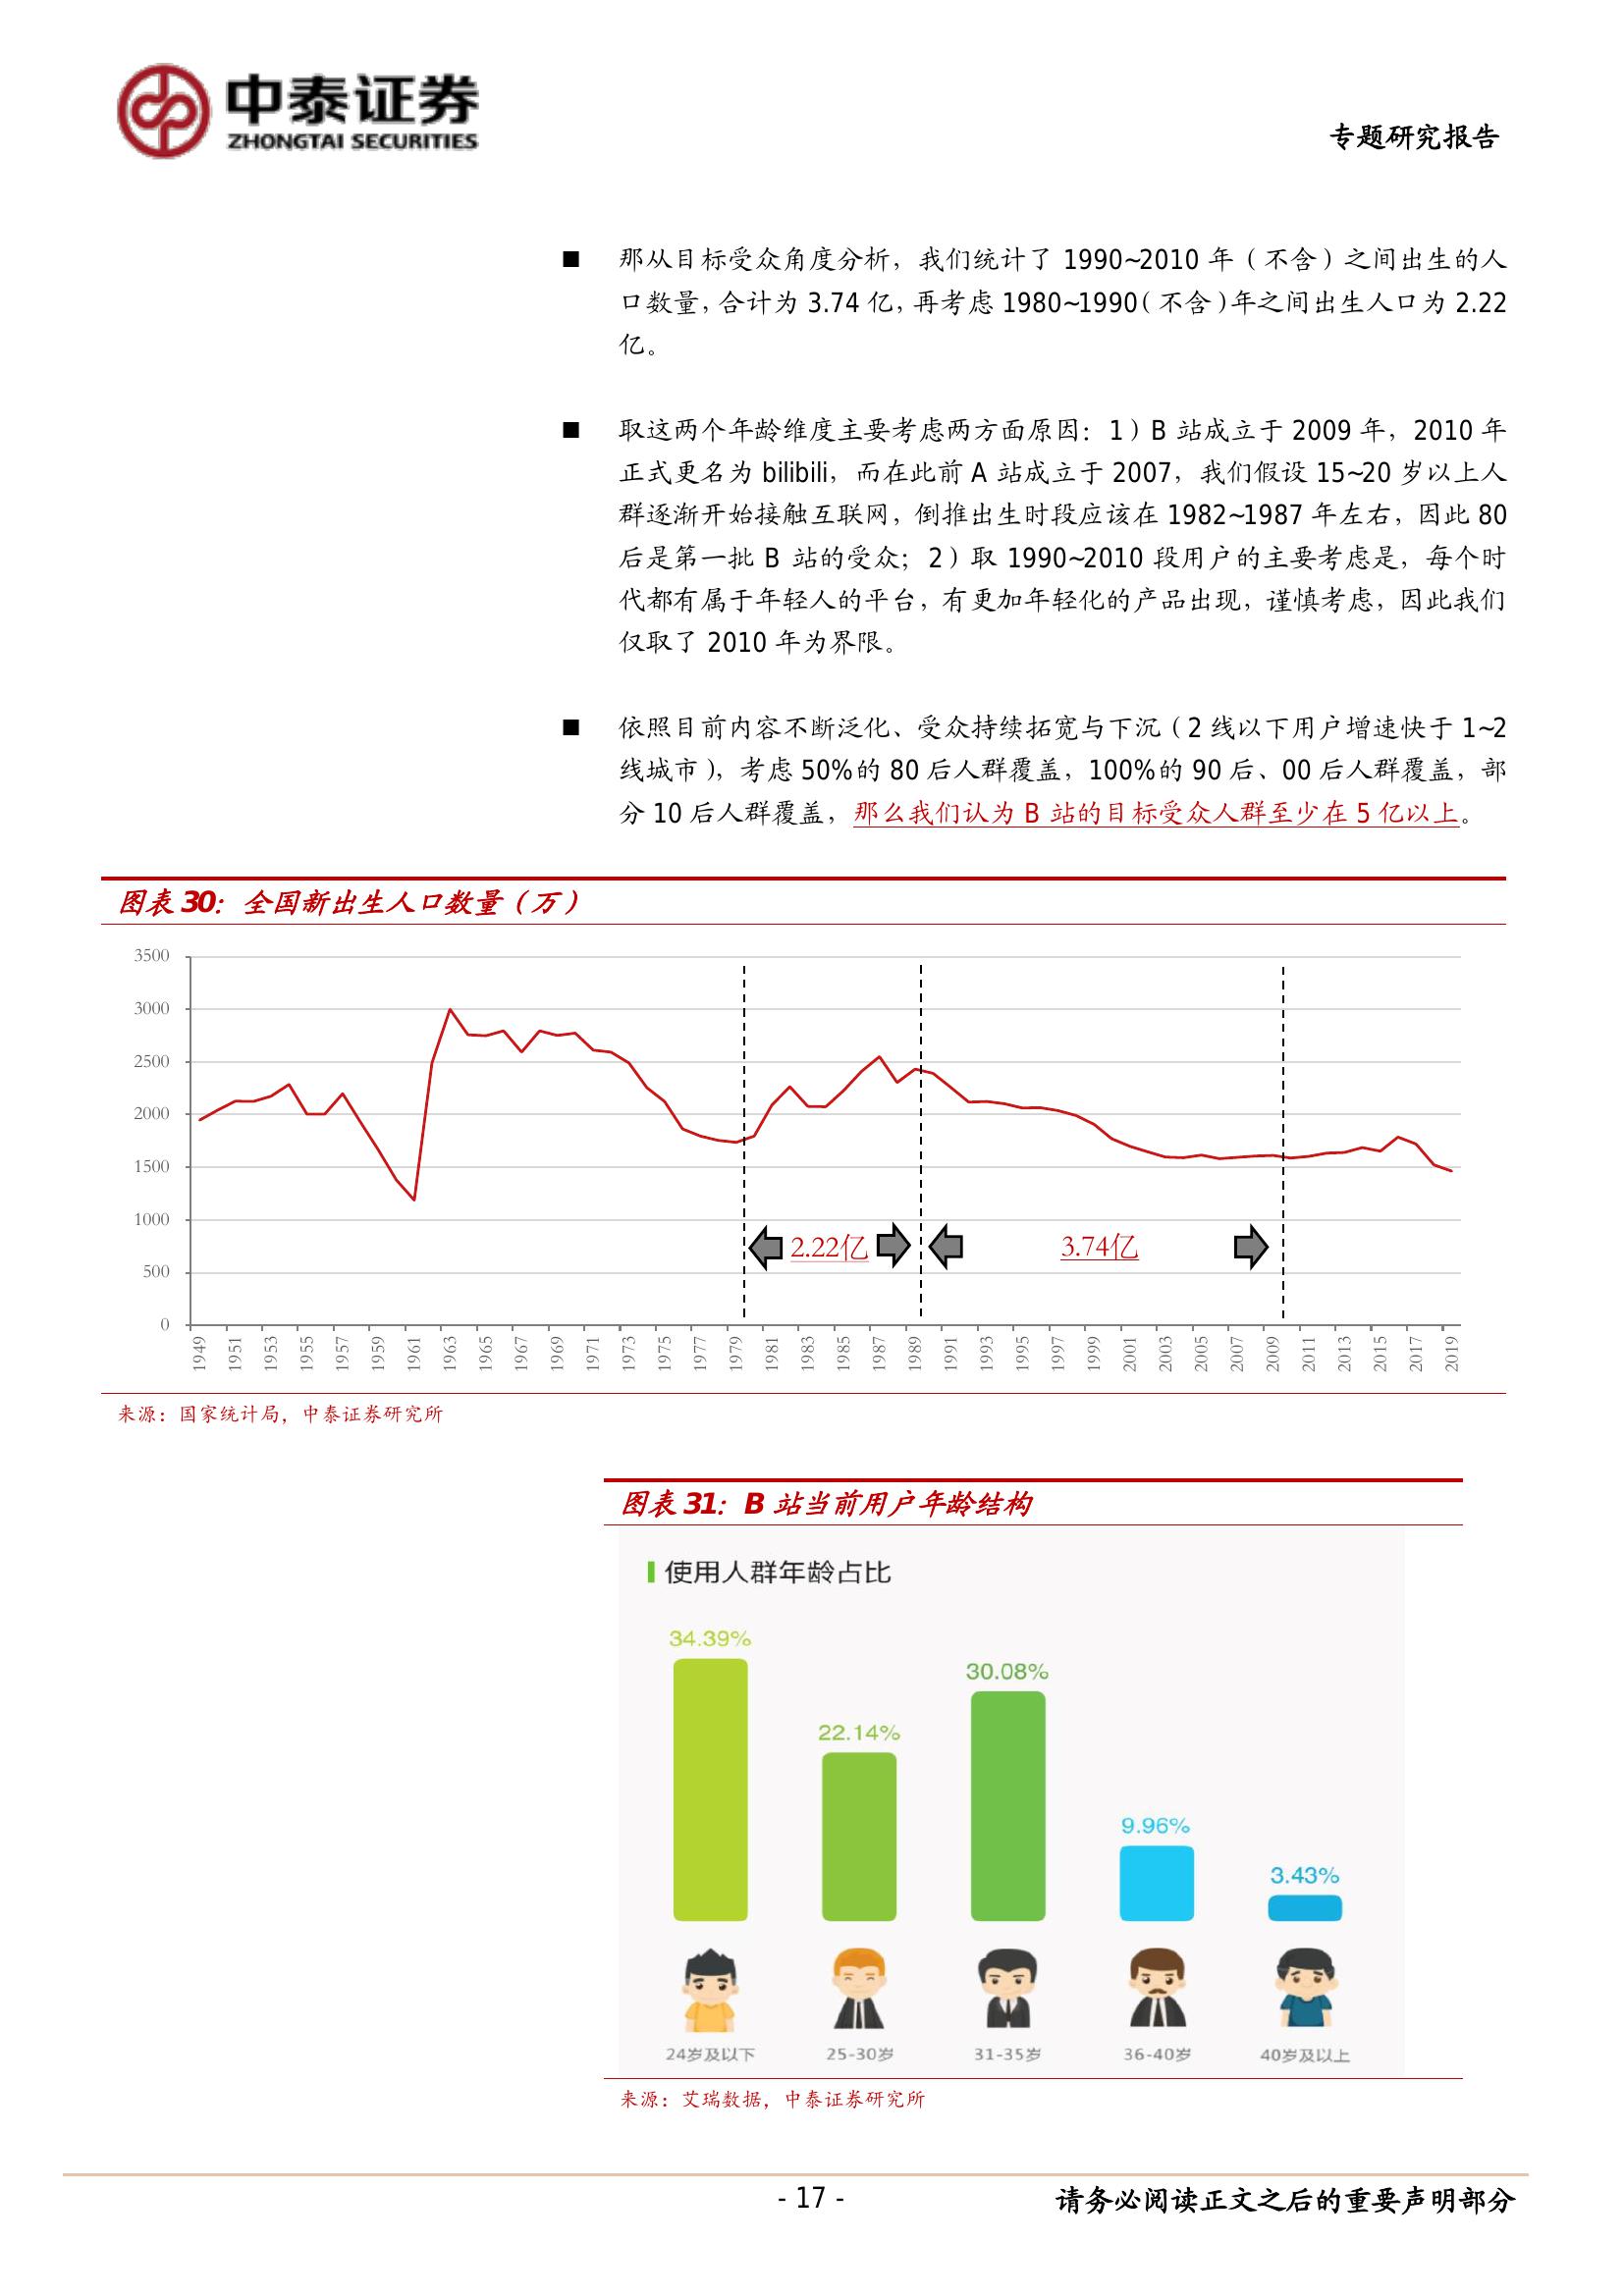 中泰证券
ZHONGTAI SECURITIES
专题研究报告
■ 那从目标受众角度分析，我们统计了 1990~2010 年（不含）之间出生的人
口数量，合计为 3.74 亿，再考虑 1980~1990（不含）年之间出生人口为 2.22
亿。
■ 取这两个年龄维度主要考虑两方面原因：1）B 站成立于 2009 年，2010 年
正式更名为 bilibili，而在此前 A 站成立于 2007，我们假设 15~20 岁以上人
群逐渐开始接触互联网，倒推出生时段应该在 1982~1987 年左右，因此 80
后是第一批 B 站的受众；2）取 1990~2010 段用户的主要考虑是，每个时
代都有属于年轻人的平台，有更加年轻化的产品出现，谨慎考虑，因此我们
仅取了 2010 年为界限。
■ 依照目前内容不断泛化、受众持续拓宽与下沉（2 线以下用户增速快于 1~2
线城市），考虑 50%的 80 后人群覆盖，100%的 90 后、00 后人群覆盖，部
分 10 后人群覆盖，那么我们认为 B 站的目标受众人群至少在 5 亿以上。
图表 30：全国新出生人口数量（万）
3500
3000
2500
2000
1500
1000
500
0
2.22亿
3.74亿
1949 1951 1953 1955 1957 1959 1961 1963 1965 1967 1969 1971 1973 1975 1977 1979 1981 1983 1985 1987 1989 1991 1993 1995 1997 1999 2001 2003 2005 2007 2009 2011 2013 2015 2017 2019
来源：国家统计局，中泰证券研究所
图表 31：B 站当前用户年龄结构
使用人群年龄占比
34.39%
22.14%
30.08%
9.96%
3.43%
24岁及以下 25-30岁 31-35岁 36-40岁 40岁及以上
来源：艾瑞数据，中泰证券研究所
- 17 -
请务必阅读正文之后的重要声明部分